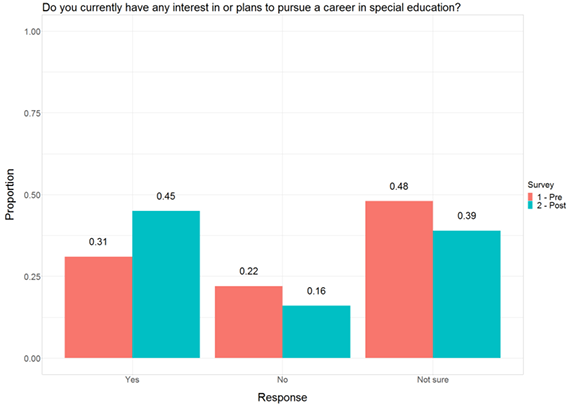 Do you currently have any interest in or plans to pursue a career in special education?
1.00
0.75
0.50
0.25
0.00
Proportion
0.31
0.45
0.22
0.16
0.48
0.39
Yes
No
Not sure
Response
Survey
1 - Pre
2 - Post